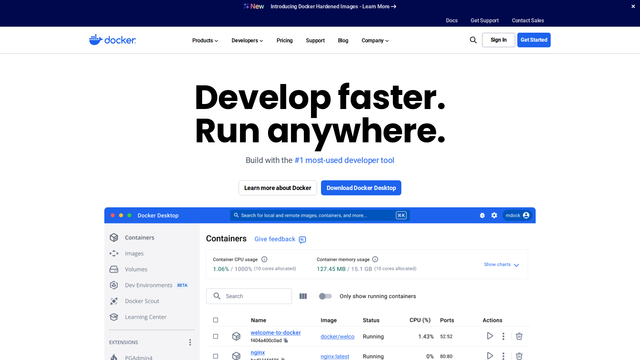 New Introducing Docker Hardened Images - Learn More
Docs Get Support Contact Sales
docker Products Developers Pricing Support Blog Company Sign In Get Started
Develop faster.
Run anywhere.
Build with the #1 most-used developer tool
Learn more about Docker Download Docker Desktop
Docker Desktop Search for local and remote images, containers, and more... mdock
Containers
Images
Volumes
Dev Environments BETA
Docker Scout
Learning Center
EXTENSIONS
PGAdmin4
Containers Give feedback
Container CPU usage Container memory usage
1.06% / 1000% (10 cores allocated) 127.45 MB / 15.1 GB (10 cores allocated) Show charts
Search Only show running containers
Name Image Status CPU (%) Ports Actions
welcome-to-docker docker/welco Running 1.43% 52:52
nginx nginx:latest Running 0% 80:80